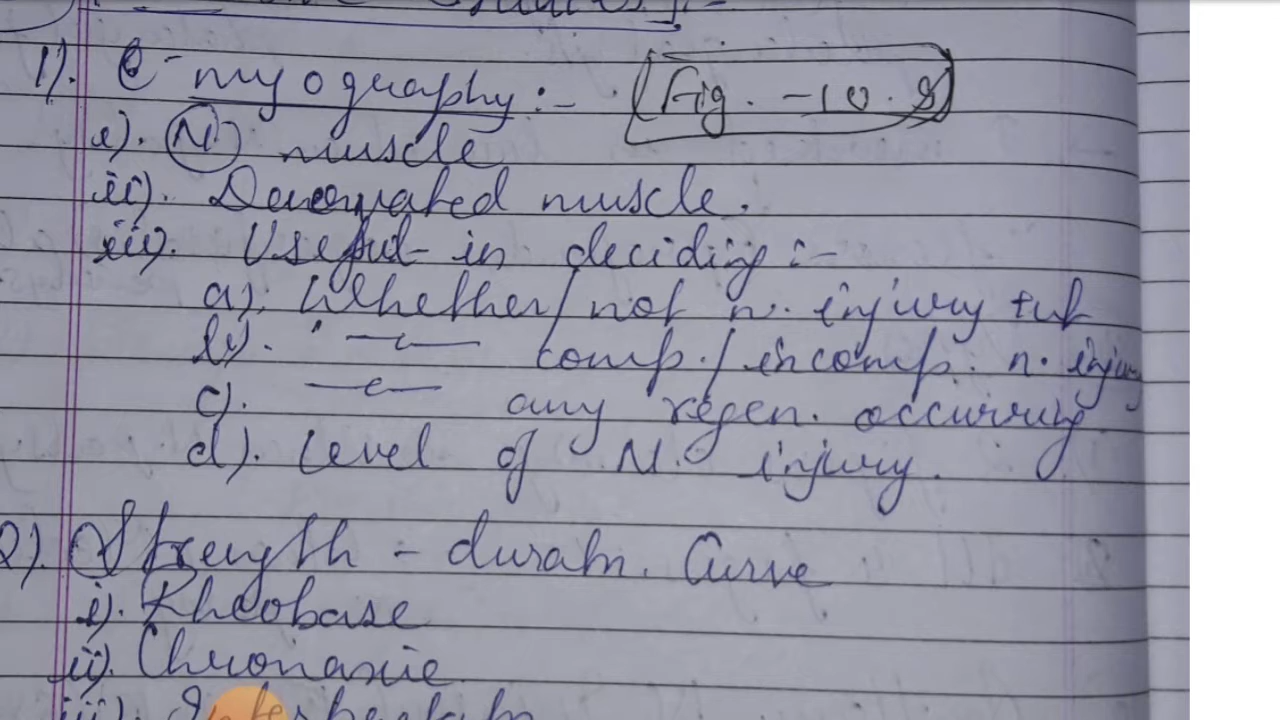 1). e-myography :- (Fig. -10.8)
i). (N) muscle
ii). Denervated muscle.
iii). Useful in deciding :-
a). Whether/not n. injury
b). -"- comp./incomp. n. injury
c). -"- any regen. occurring
d). Level of N. injury.
2). Strength - duratn. Curve
i). Rheobase
ii). Chronaxie
iii).